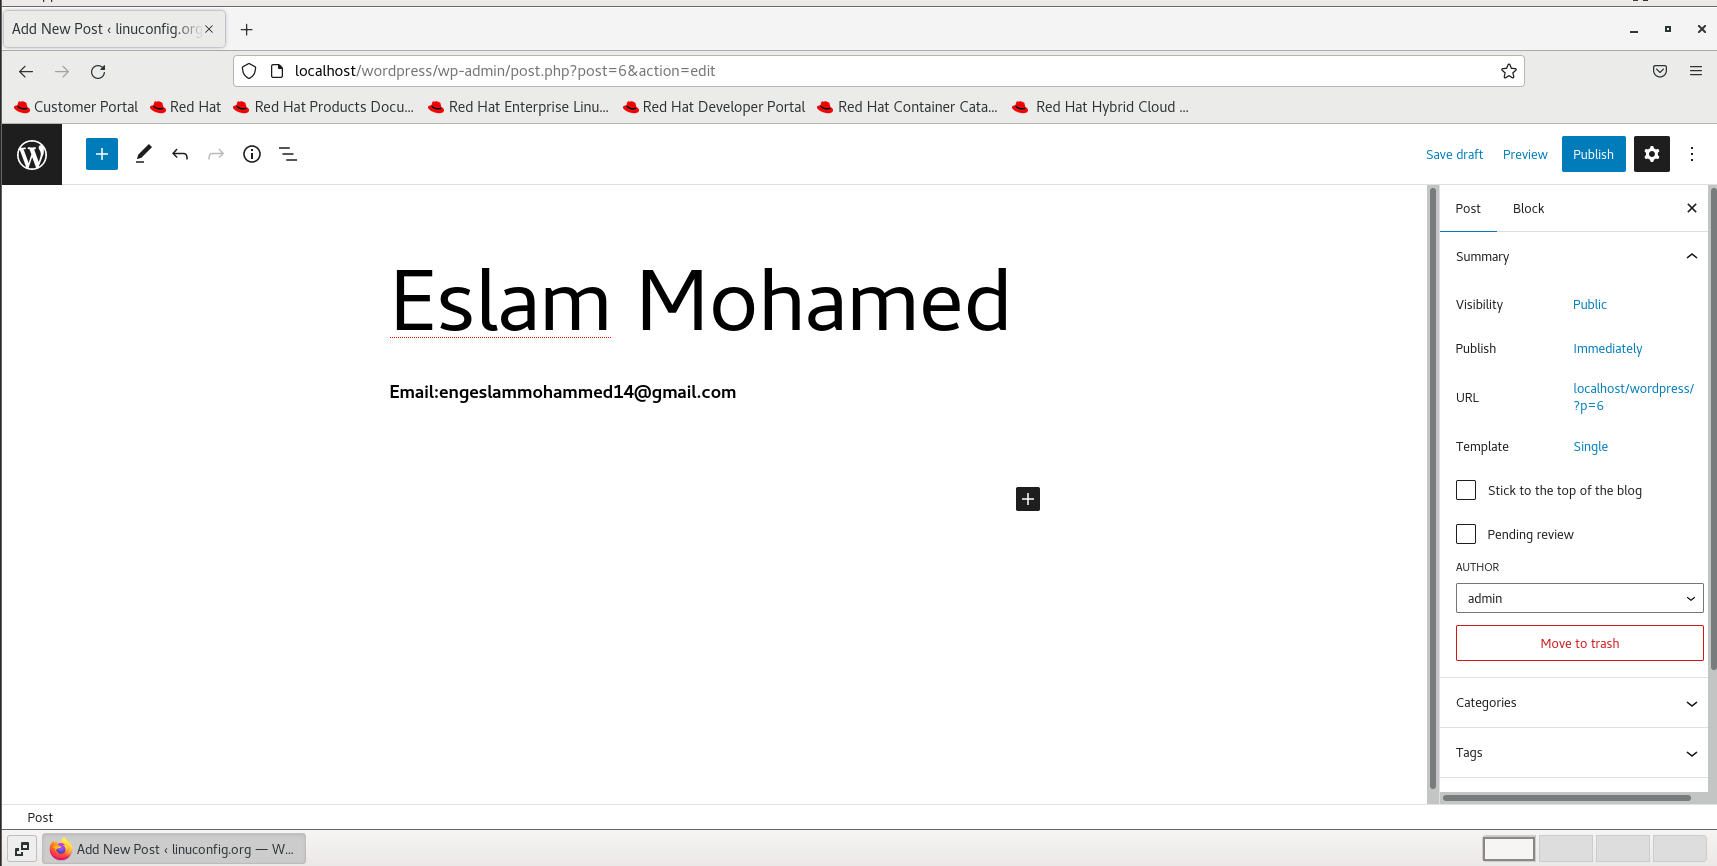 Add New Post ‹ linuconfig.org
localhost/wordpress/wp-admin/post.php?post=6&action=edit
Customer Portal Red Hat Red Hat Products Docu... Red Hat Enterprise Linu... Red Hat Developer Portal Red Hat Container Cata... Red Hat Hybrid Cloud ...
Save draft Preview Publish
Eslam Mohamed
Email:engeslammohammed14@gmail.com
Post Block
Summary
Visibility Public
Publish Immediately
URL localhost/wordpress/
?p=6
Template Single
Stick to the top of the blog
Pending review
AUTHOR
admin
Move to trash
Categories
Tags
Post
Add New Post ‹ linuconfig.org — W...